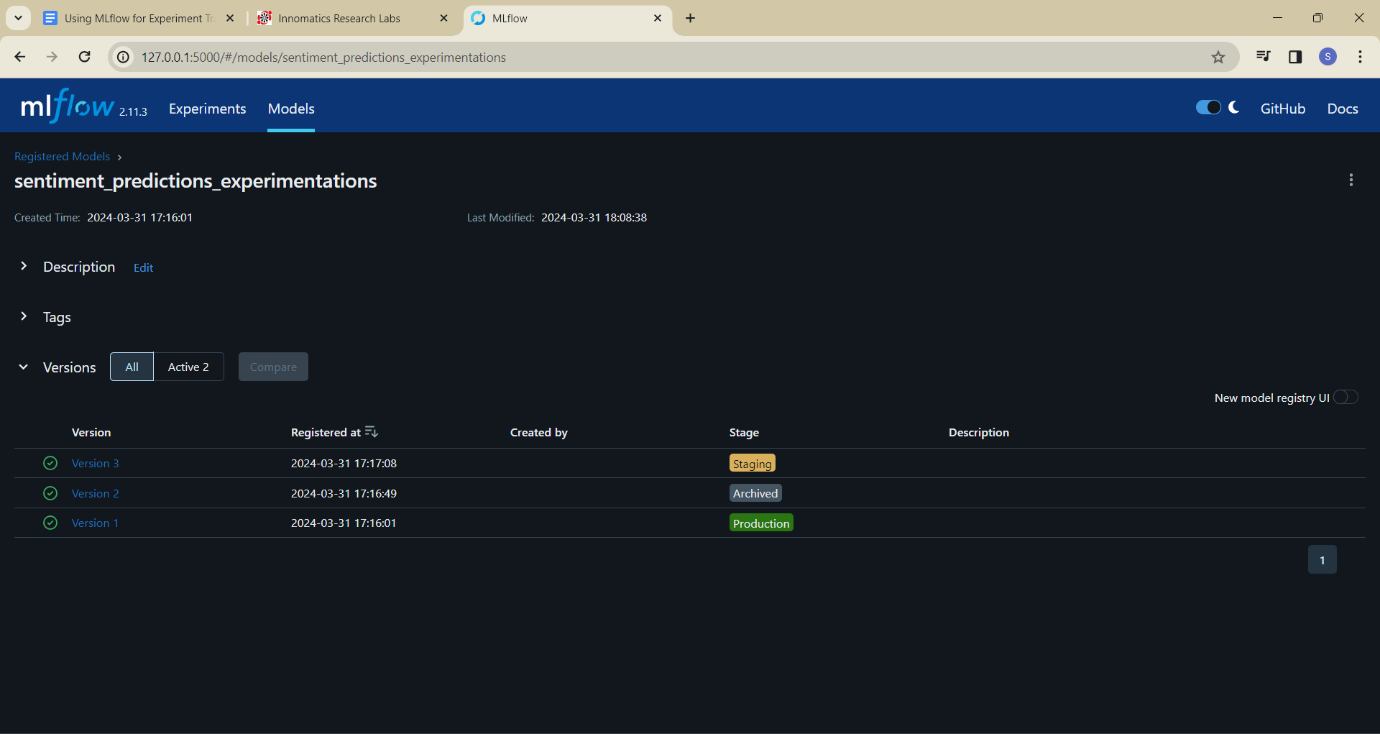 Using MLflow for Experiment Tr
Innomatics Research Labs
MLflow
127.0.0.1:5000/#/models/sentiment_predictions_experimentations
S
mlflow 2.11.3 Experiments Models GitHub Docs
Registered Models
sentiment_predictions_experimentations
Created Time: 2024-03-31 17:16:01 Last Modified: 2024-03-31 18:08:38
Description Edit
Tags
Versions All Active 2 Compare
New model registry UI
Version Registered at Created by Stage Description
Version 3 2024-03-31 17:17:08 Staging
Version 2 2024-03-31 17:16:49 Archived
Version 1 2024-03-31 17:16:01 Production
1